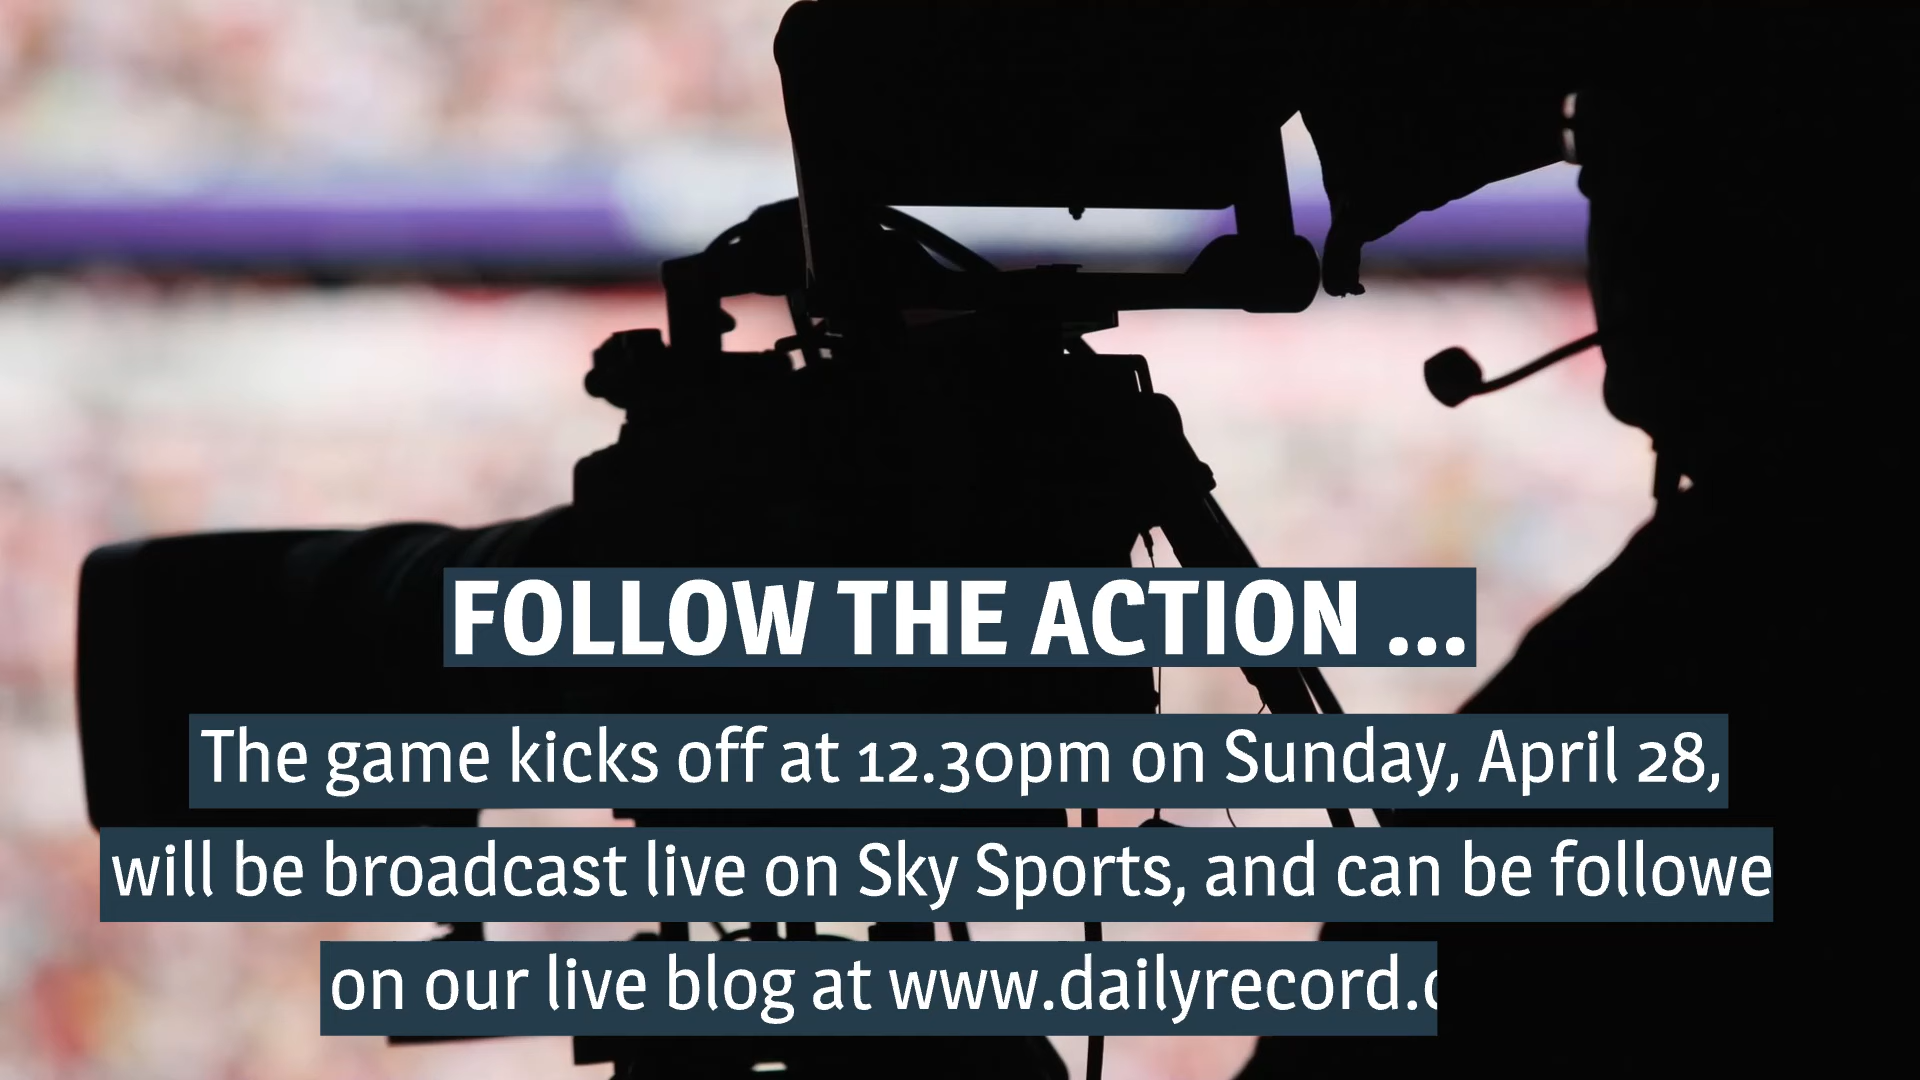 FOLLOW THE ACTION ...
The game kicks off at 12.30pm on Sunday, April 28,
will be broadcast live on Sky Sports, and can be followe
on our live blog at www.dailyrecord.c